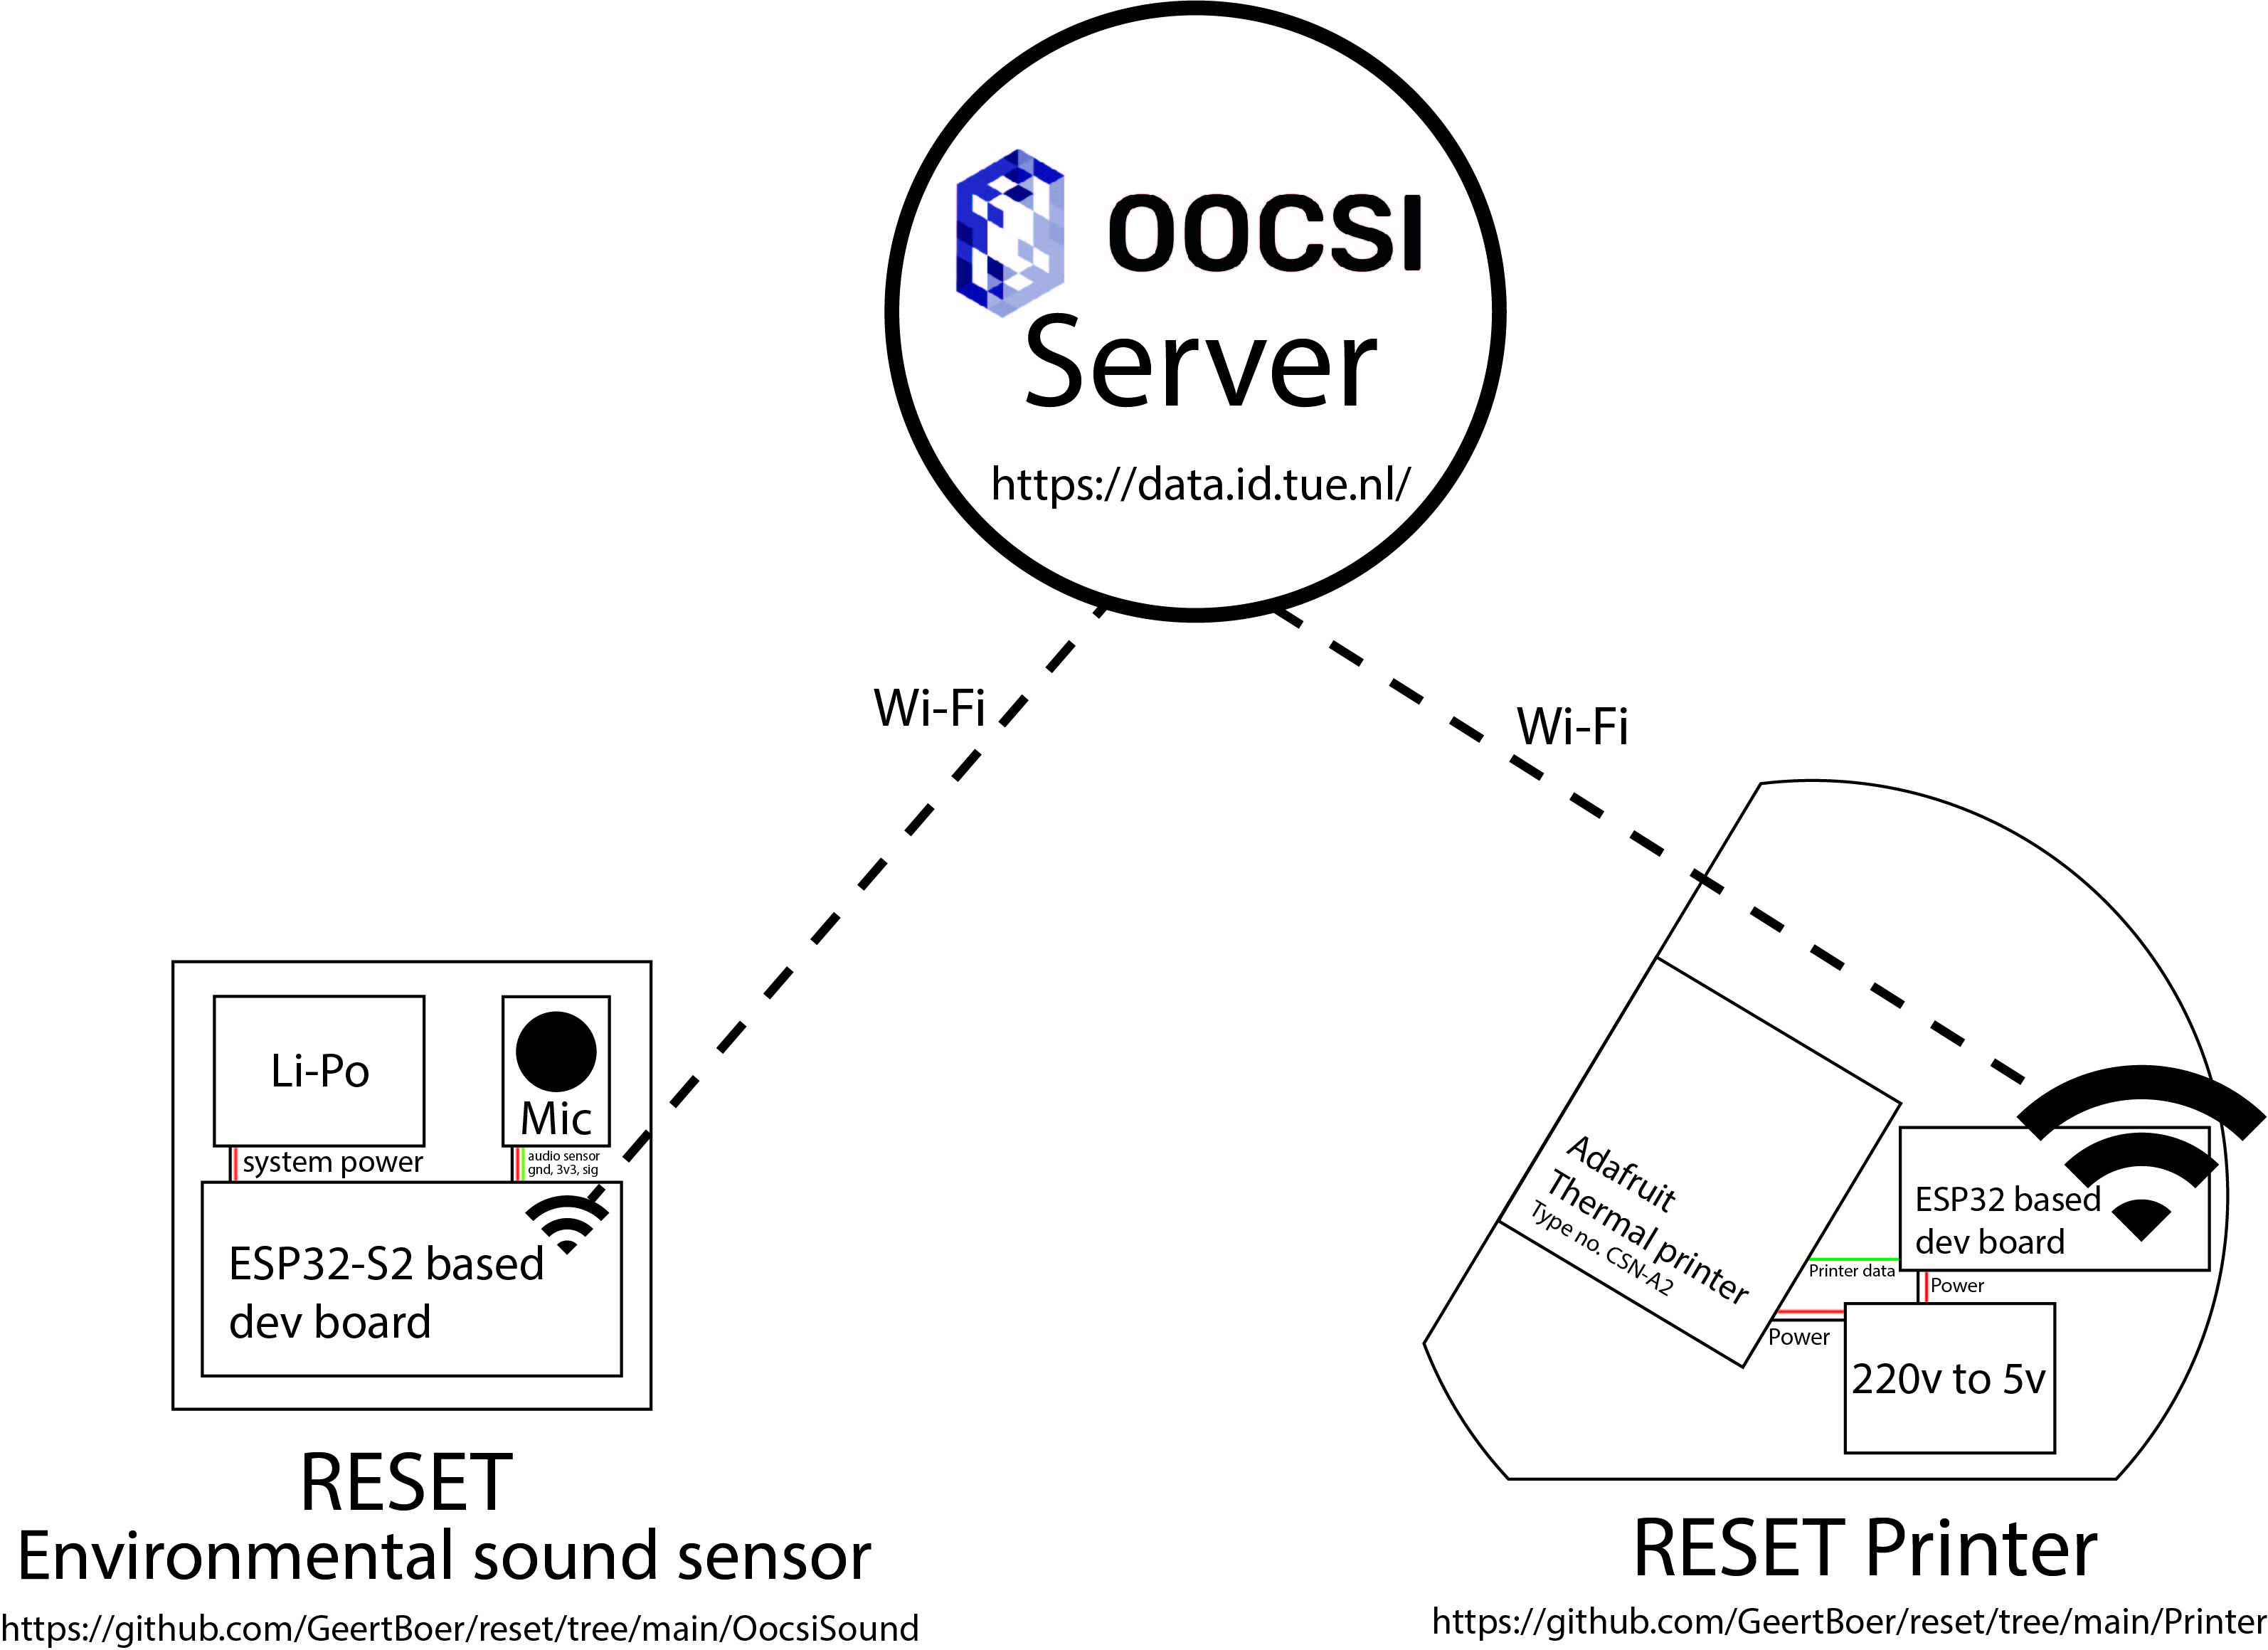 OOCSI
Server
https://data.id.tue.nl/
Wi-Fi
Wi-Fi
Li-Po
Mic
system power
audio sensor
gnd, 3v3, sig
ESP32-S2 based
dev board
RESET
Environmental sound sensor
https://github.com/GeertBoer/reset/tree/main/OocsiSound
Adafruit
Thermal printer
Type no. CSN-A2
ESP32 based
dev board
Printer data
Power
Power
220v to 5v
RESET Printer
https://github.com/GeertBoer/reset/tree/main/Printer